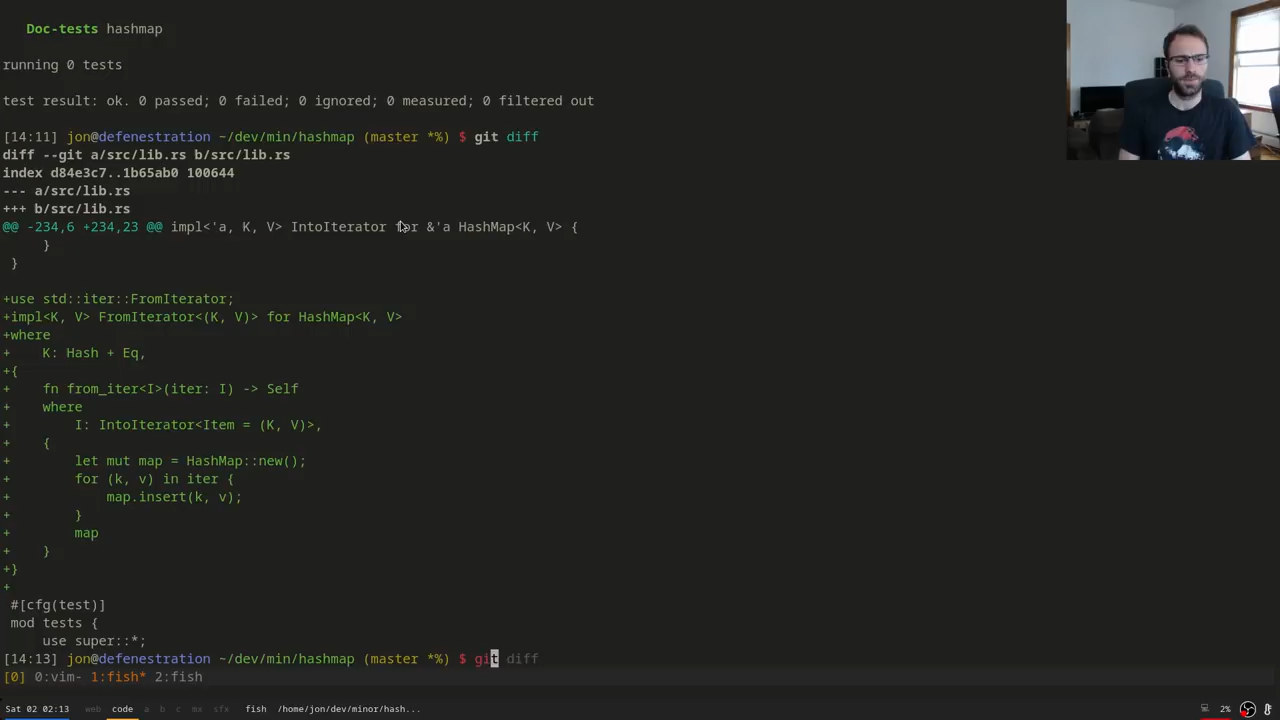 Doc-tests hashmap
running 0 tests
test result: ok. 0 passed; 0 failed; 0 ignored; 0 measured; 0 filtered out
[14:11] jon@defenestration ~/dev/min/hashmap (master *%) $ git diff
diff --git a/src/lib.rs b/src/lib.rs
index d84e3c7..1b65ab0 100644
--- a/src/lib.rs
+++ b/src/lib.rs
@@ -234,6 +234,23 @@ impl<'a, K, V> IntoIterator for &'a HashMap<K, V> {
}
}
+use std::iter::FromIterator;
+impl<K, V> FromIterator<(K, V)> for HashMap<K, V>
+where
+    K: Hash + Eq,
+{
+    fn from_iter<I>(iter: I) -> Self
+    where
+        I: IntoIterator<Item = (K, V)>,
+    {
+        let mut map = HashMap::new();
+        for (k, v) in iter {
+            map.insert(k, v);
+        }
+        map
+    }
+}
+
#[cfg(test)]
mod tests {
use super::*;
[14:13] jon@defenestration ~/dev/min/hashmap (master *%) $ git diff
[0] 0:vim- 1:fish* 2:fish
Sat 02 02:13 web code a b c ms sfx fish /home/jon/dev/minor/hash... 2%